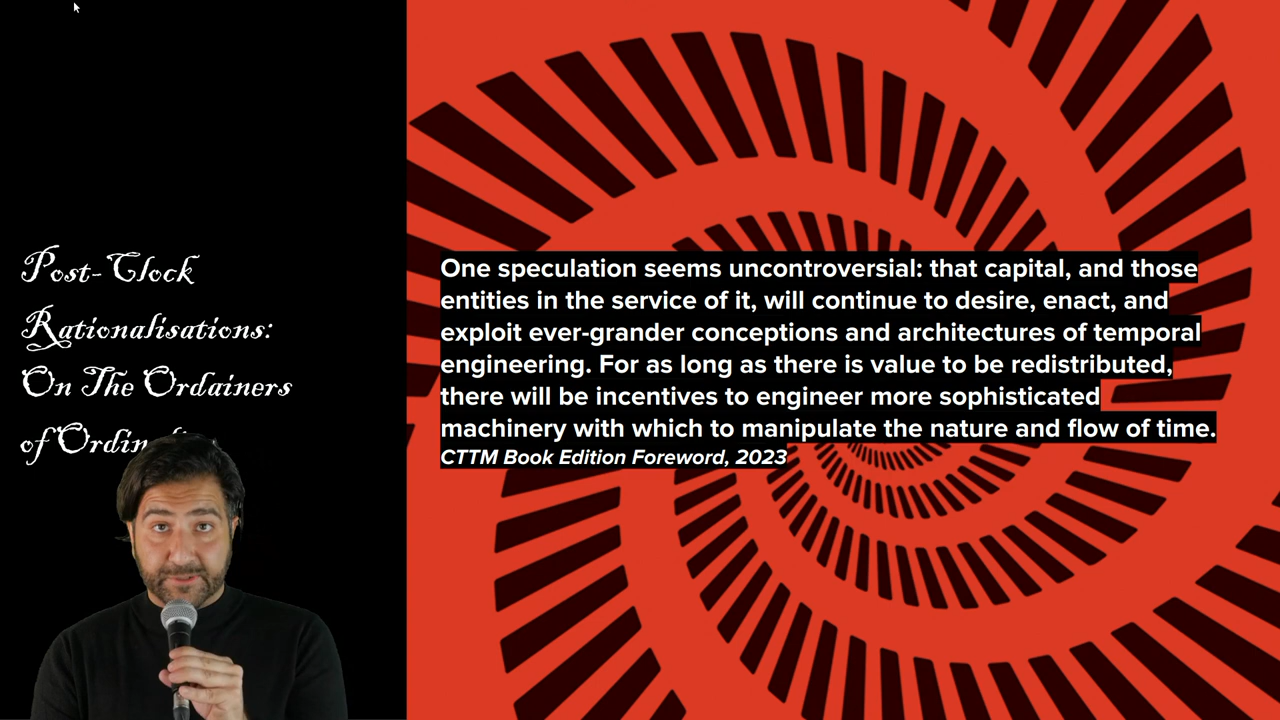 Post-Clock
Rationalisations:
On The Ordainers
of
One speculation seems uncontroversial: that capital, and those
entities in the service of it, will continue to desire, enact, and
exploit ever-grander conceptions and architectures of temporal
engineering. For as long as there is value to be redistributed,
there will be incentives to engineer more sophisticated
machinery with which to manipulate the nature and flow of time.
CTTM Book Edition Foreword, 2023